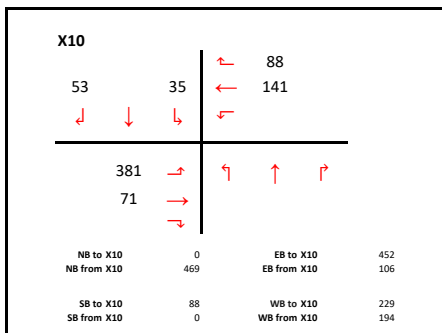 X10
88
53 35 141
381
71
NB to X10 0 EB to X10 452
NB from X10 469 EB from X10 106
SB to X10 88 WB to X10 229
SB from X10 0 WB from X10 194